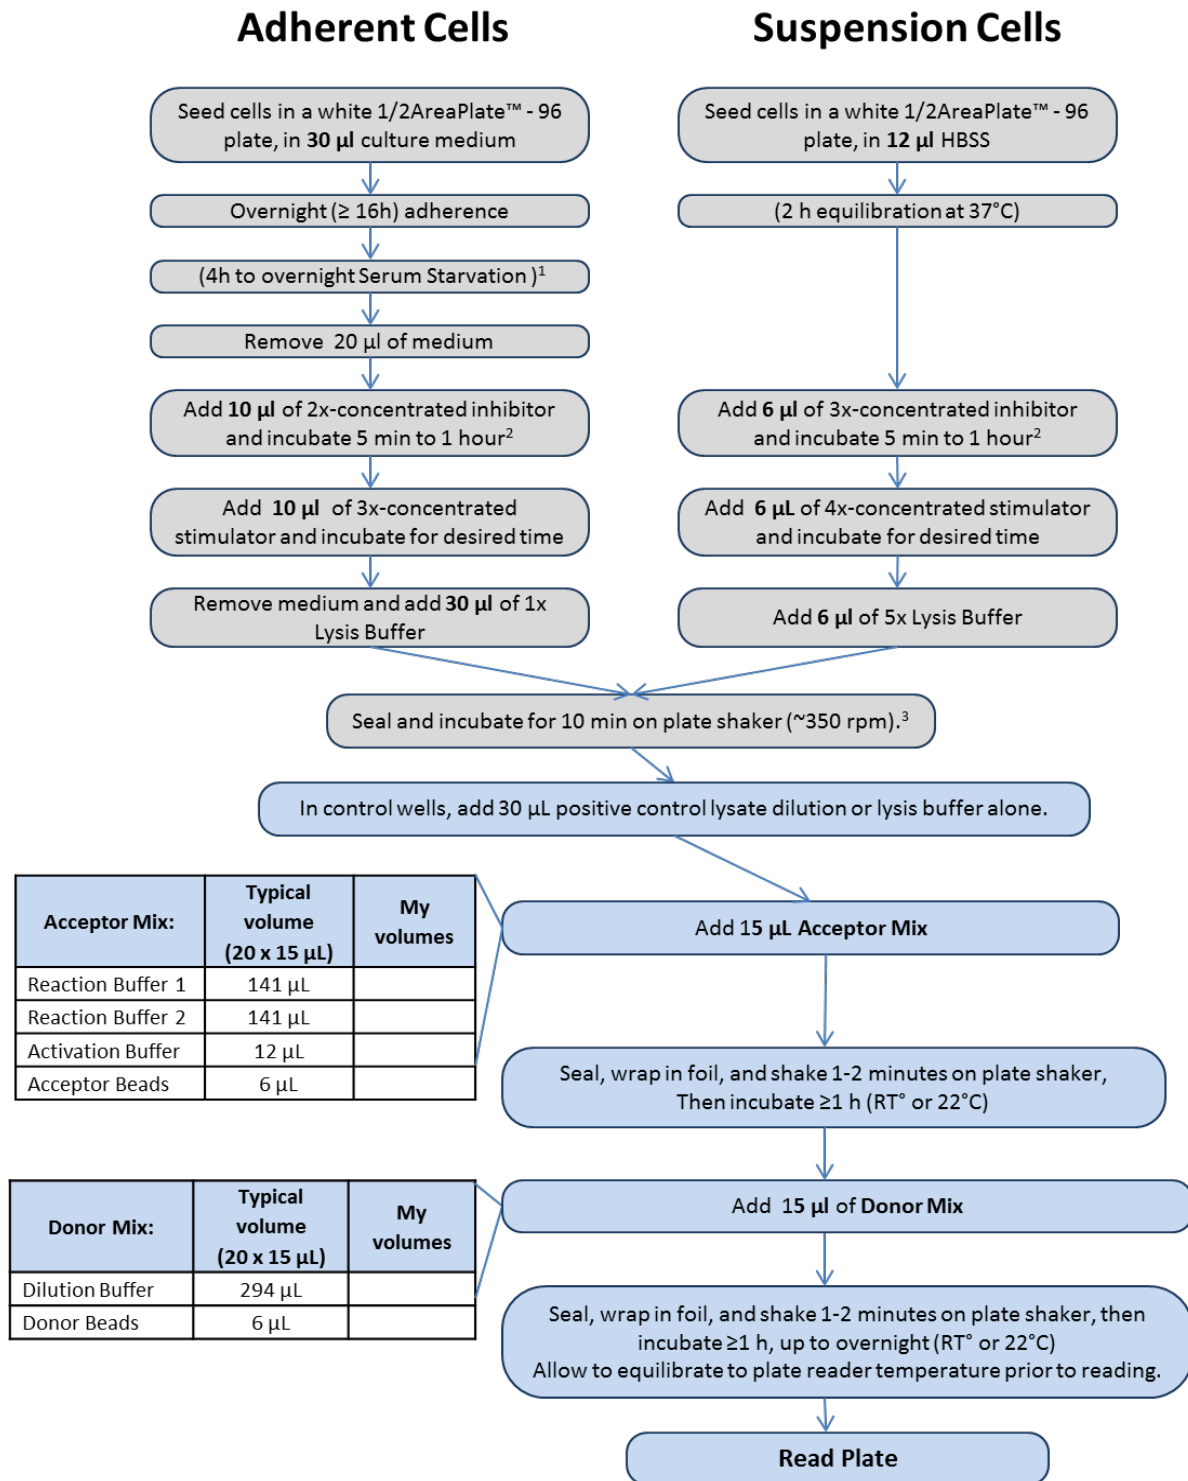 Adherent Cells
Suspension Cells
Seed cells in a white 1/2AreaPlate™ - 96
plate, in 30 µl culture medium
Seed cells in a white 1/2AreaPlate™ - 96
plate, in 12 µl HBSS
Overnight (≥ 16h) adherence
(2 h equilibration at 37°C)
(4h to overnight Serum Starvation )¹
Remove 20 µl of medium
Add 10 µl of 2x-concentrated inhibitor
and incubate 5 min to 1 hour²
Add 6 µl of 3x-concentrated inhibitor
and incubate 5 min to 1 hour²
Add 10 µl of 3x-concentrated
stimulator and incubate for desired time
Add 6 µL of 4x-concentrated stimulator
and incubate for desired time
Remove medium and add 30 µl of 1x
Lysis Buffer
Add 6 µl of 5x Lysis Buffer
Seal and incubate for 10 min on plate shaker (~350 rpm).³
In control wells, add 30 µL positive control lysate dilution or lysis buffer alone.
Acceptor Mix:
Typical
volume
(20 x 15 µL)
My
volumes
Reaction Buffer 1
141 µL
Reaction Buffer 2
141 µL
Activation Buffer
12 µL
Acceptor Beads
6 µL
Add 15 µL Acceptor Mix
Seal, wrap in foil, and shake 1-2 minutes on plate shaker,
Then incubate ≥1 h (RT° or 22°C)
Donor Mix:
Typical
volume
(20 x 15 µL)
My
volumes
Dilution Buffer
294 µL
Donor Beads
6 µL
Add 15 µl of Donor Mix
Seal, wrap in foil, and shake 1-2 minutes on plate shaker, then
incubate ≥1 h, up to overnight (RT° or 22°C)
Allow to equilibrate to plate reader temperature prior to reading.
Read Plate